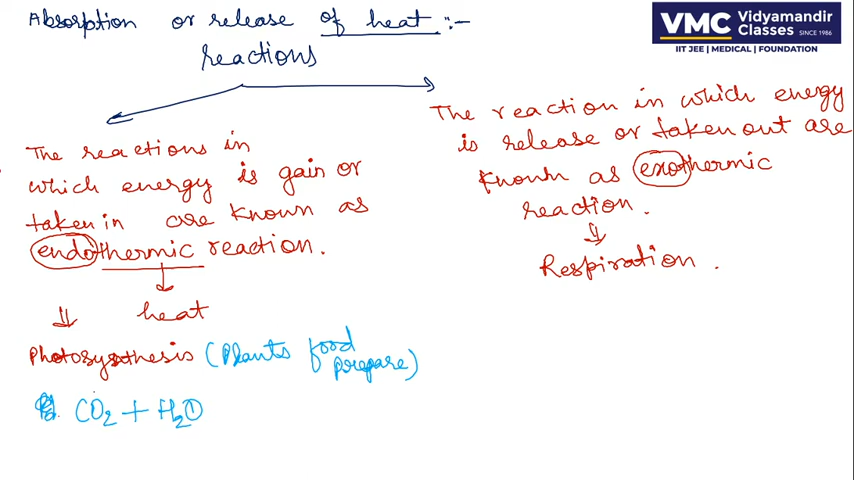 Absorption or release of heat :-
reactions
VMC Vidyamandir Classes SINCE 1986
IIT JEE | MEDICAL | FOUNDATION
The reactions in
which energy is gain or
taken in are known as
endothermic reaction.
heat
Photosynthesis (Plants food
prepare)
CO2 + H2O
The reaction in which energy
is release or taken out are
known as exothermic
reaction.
Respiration.